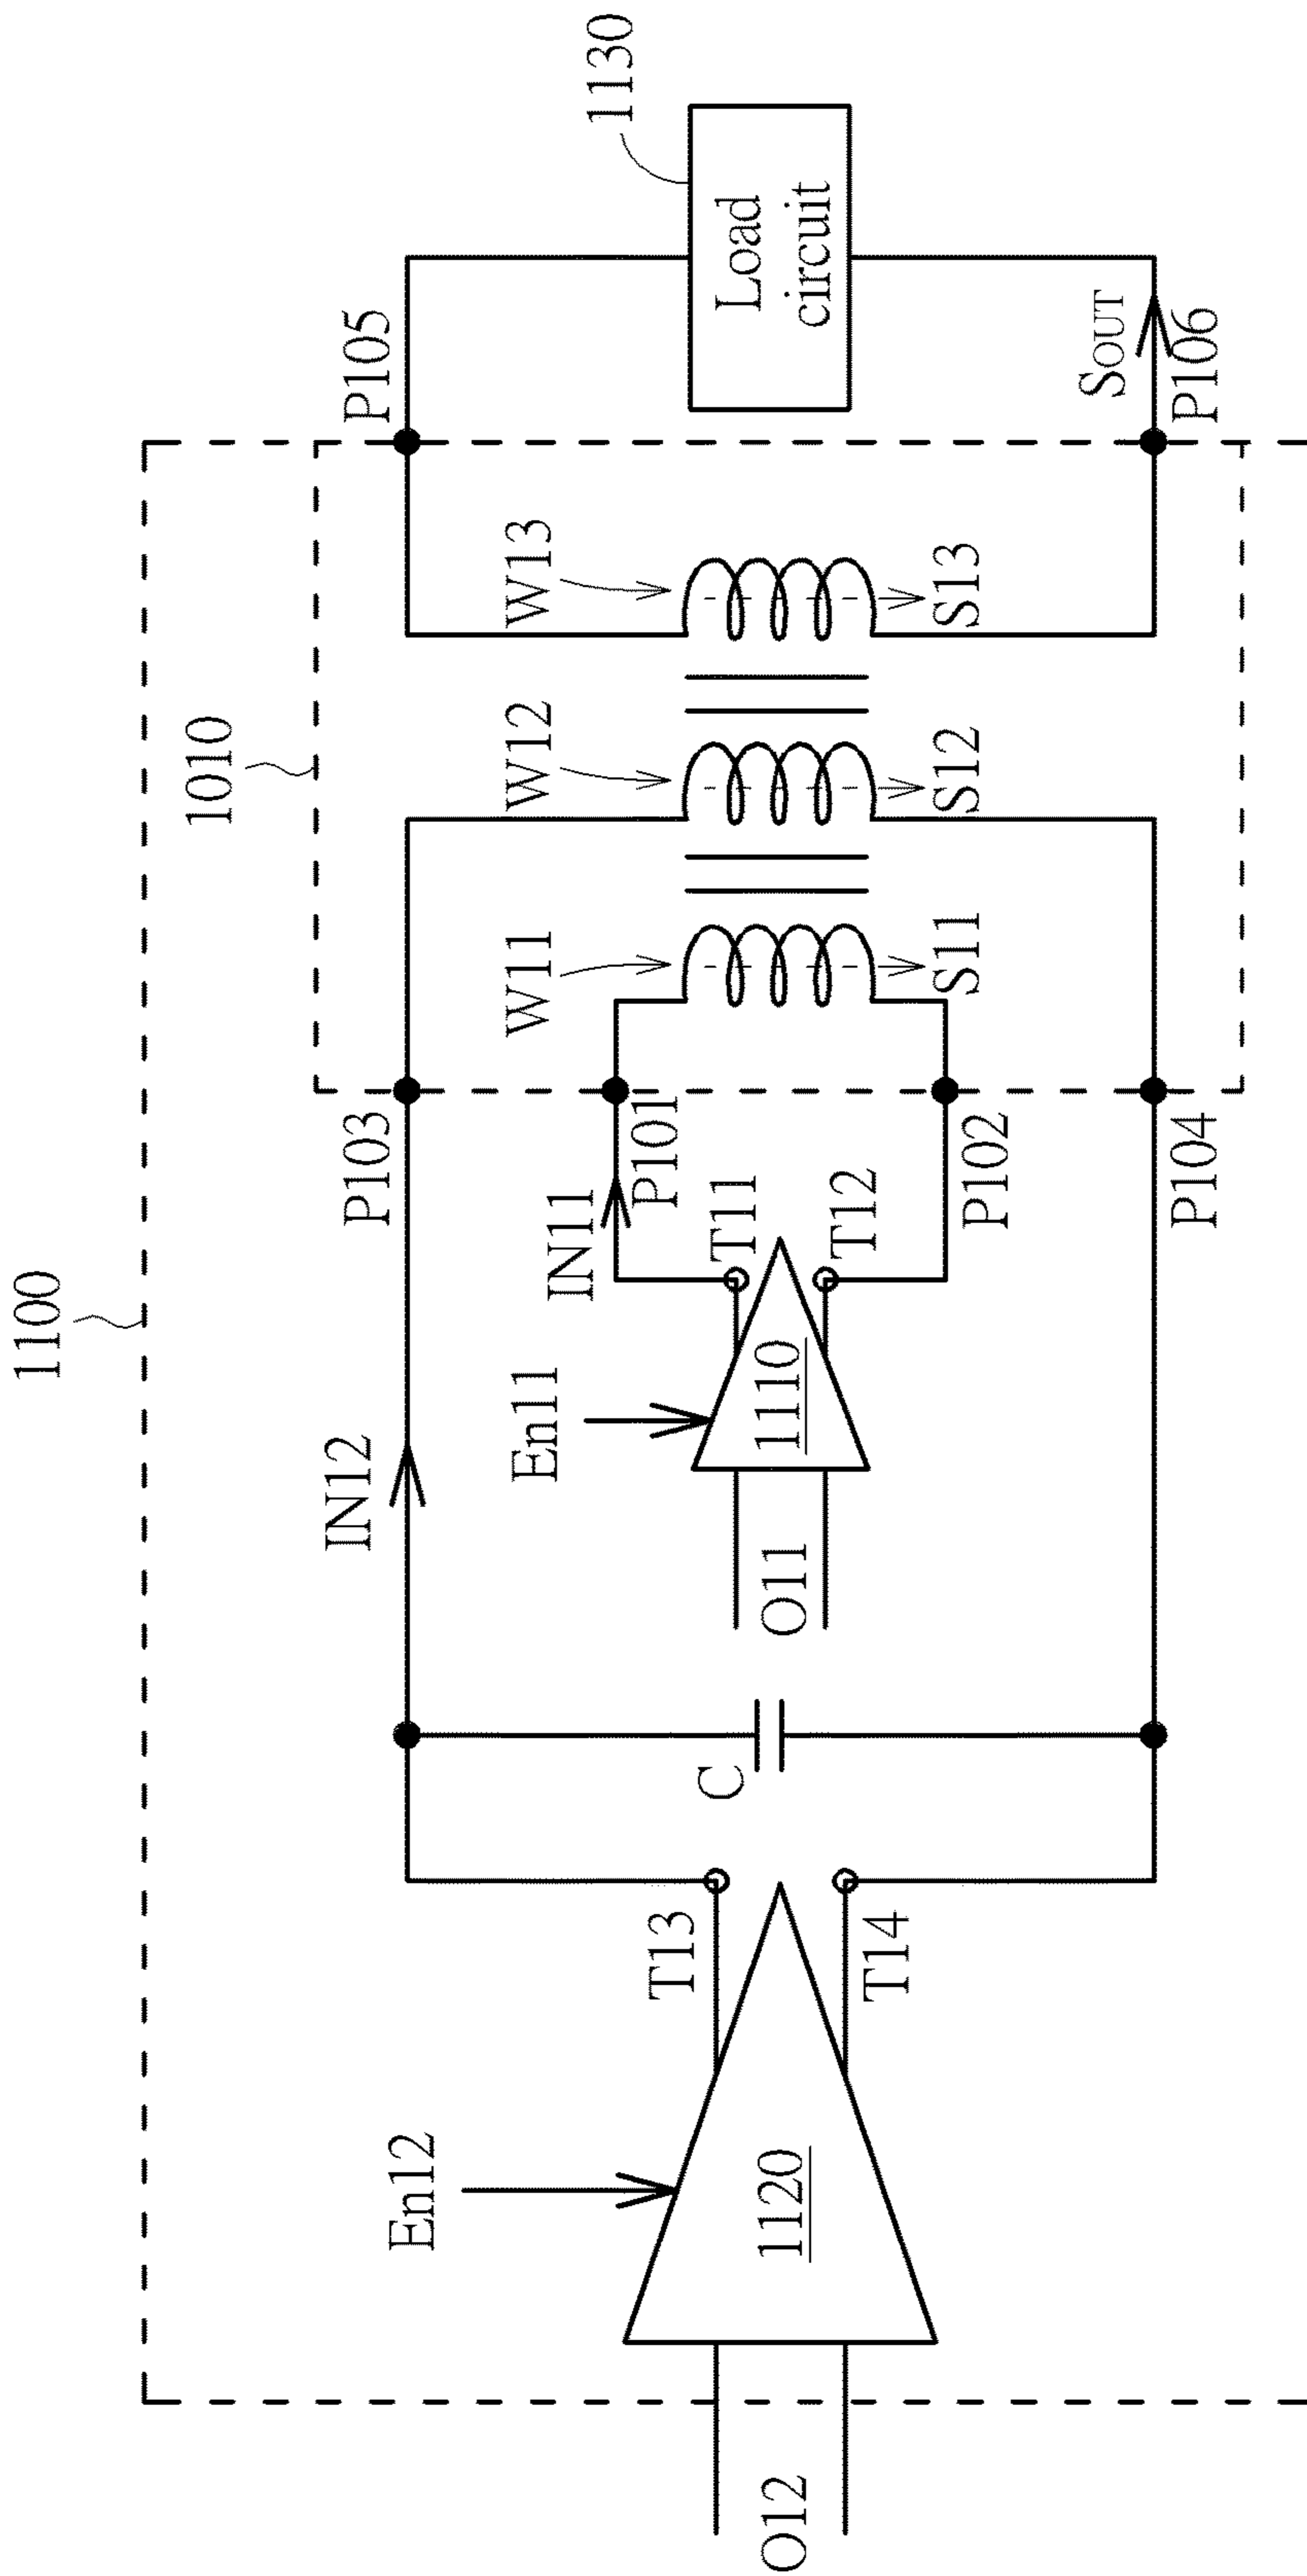 1100
1010
1130
P103
P105
IN12
W11
W12
W13
Load
circuit
En12
En11
IN11
P101
T13
T11
C
O12
1120
O11
1110
T14
T12
S11
S12
S13
P102
SOUT
P104
P106